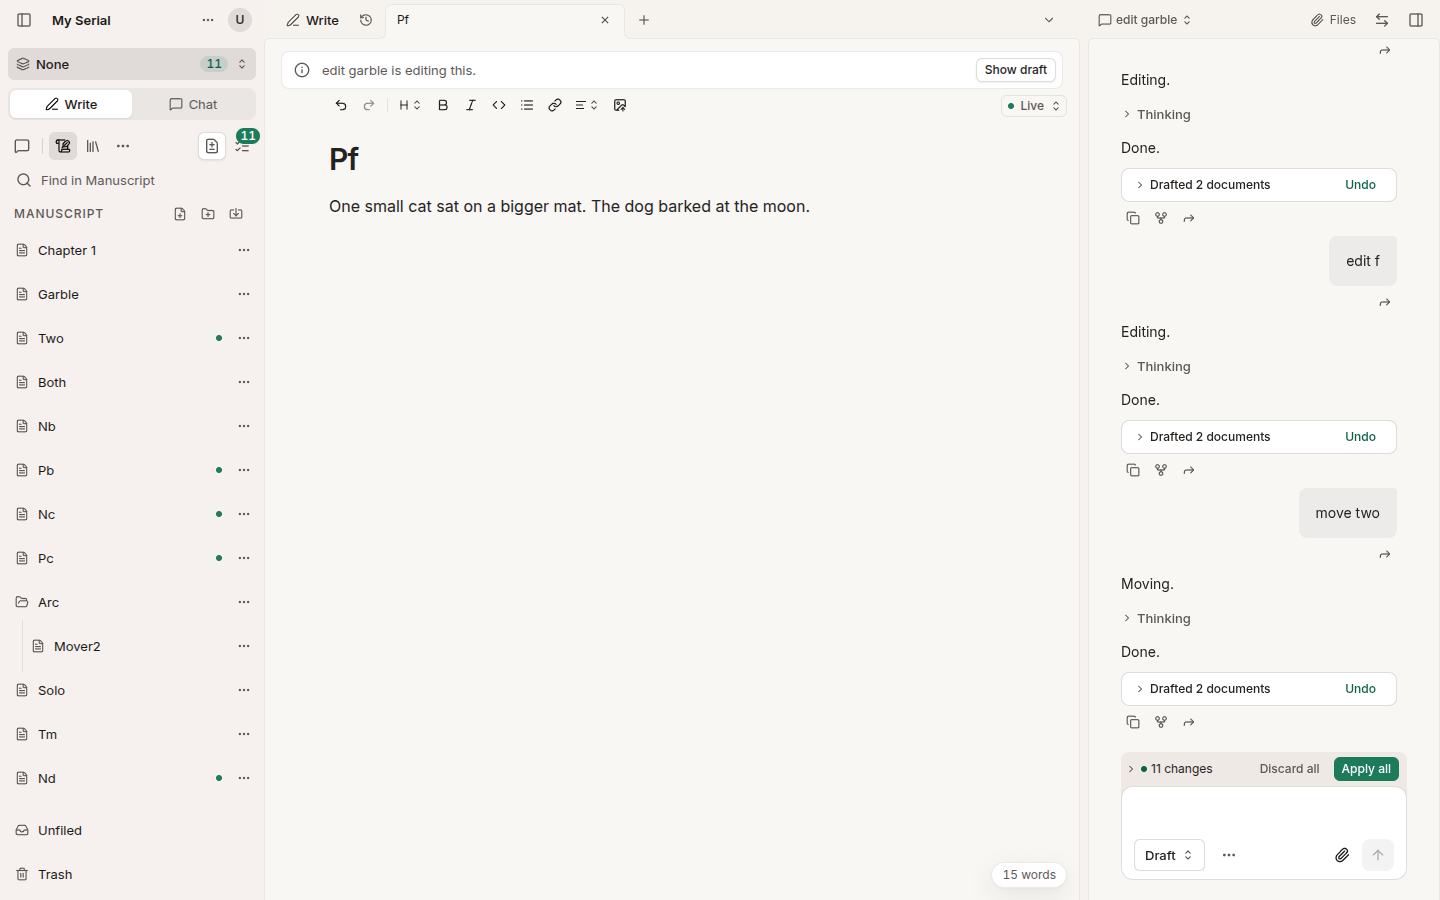 My Serial
U
None
11
Write
Chat
11
Find in Manuscript
MANUSCRIPT
Chapter 1
Garble
Two
Both
Nb
Pb
Nc
Pc
Arc
Mover2
Solo
Tm
Nd
Unfiled
Trash
Write
Pf
edit garble is editing this.
Show draft
H
B
I
Live
Pf
One small cat sat on a bigger mat. The dog barked at the moon.
15 words
edit garble
Files
Editing.
Thinking
Done.
Drafted 2 documents
Undo
edit f
Editing.
Thinking
Done.
Drafted 2 documents
Undo
move two
Moving.
Thinking
Done.
Drafted 2 documents
Undo
11 changes
Discard all
Apply all
Draft